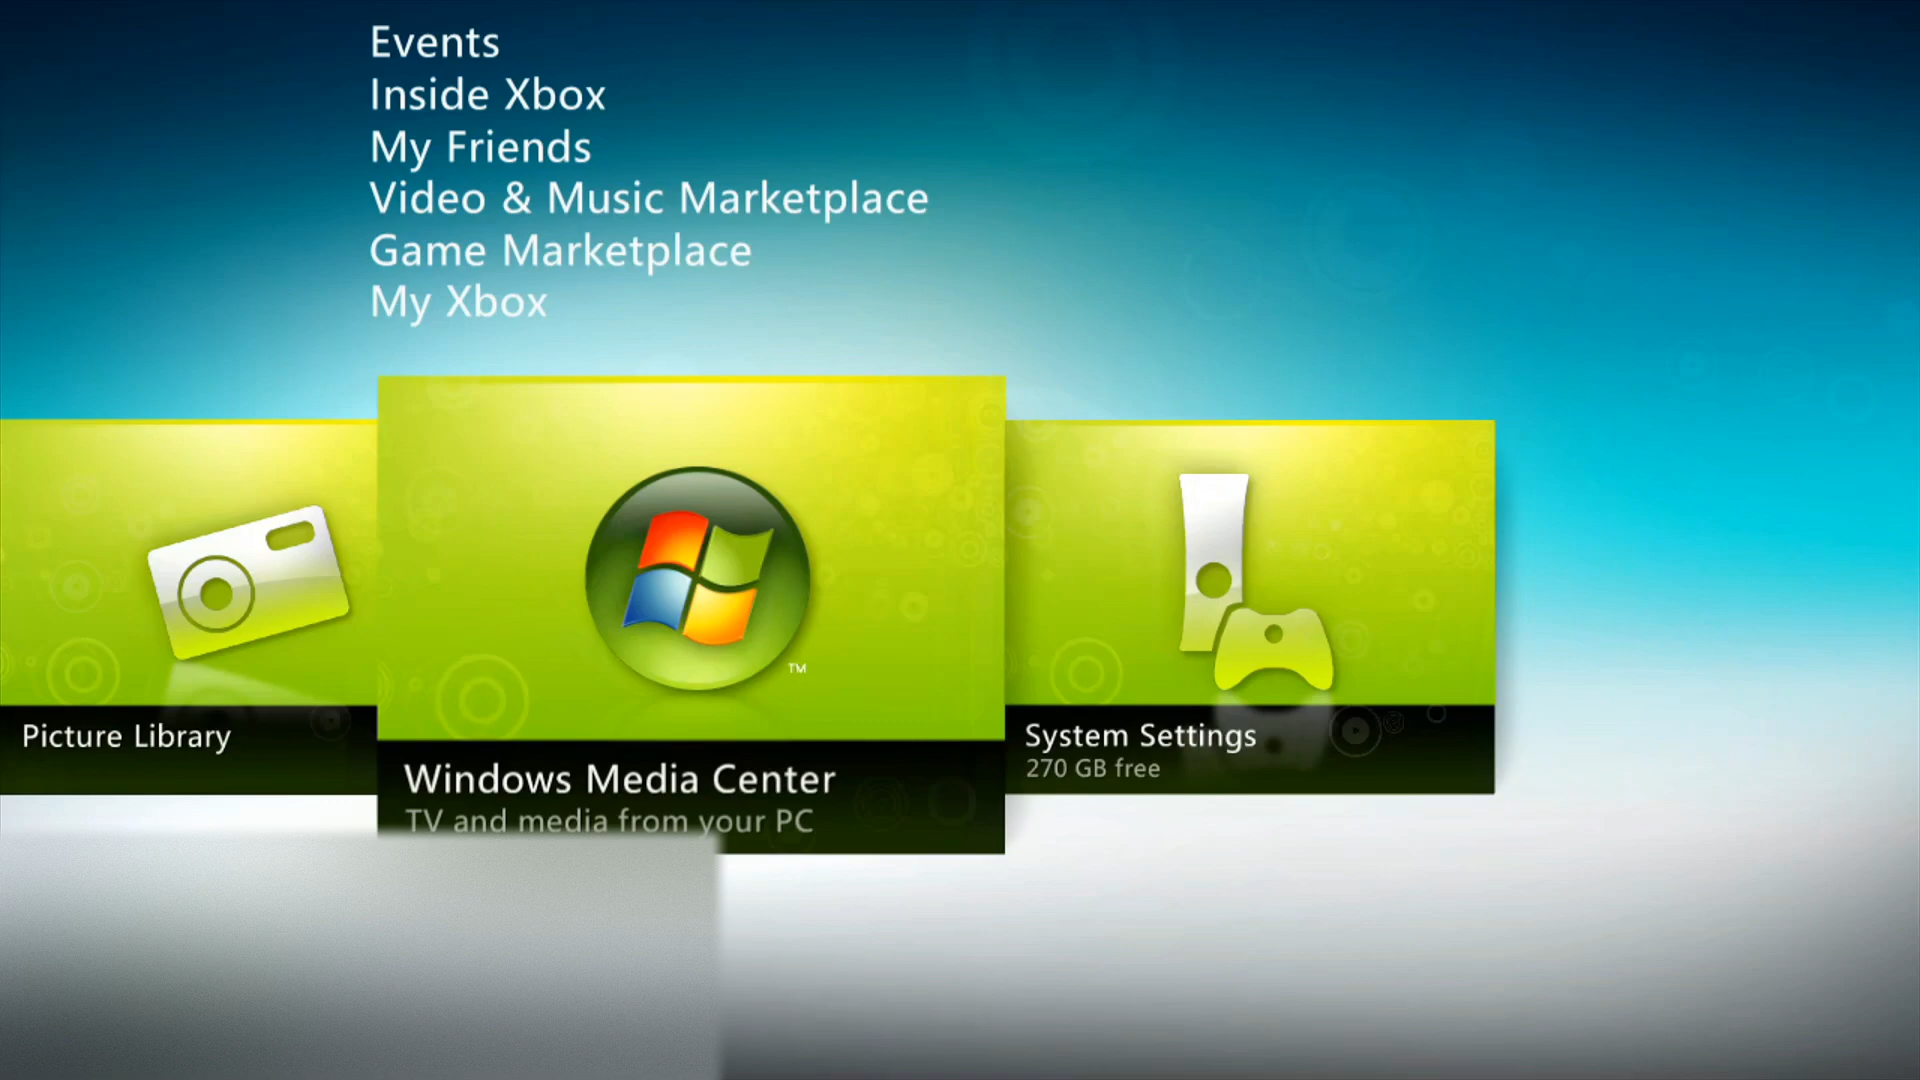 Events
Inside Xbox
My Friends
Video & Music Marketplace
Game Marketplace
My Xbox
TM
Picture Library
Windows Media Center
TV and media from your PC
System Settings
270 GB free